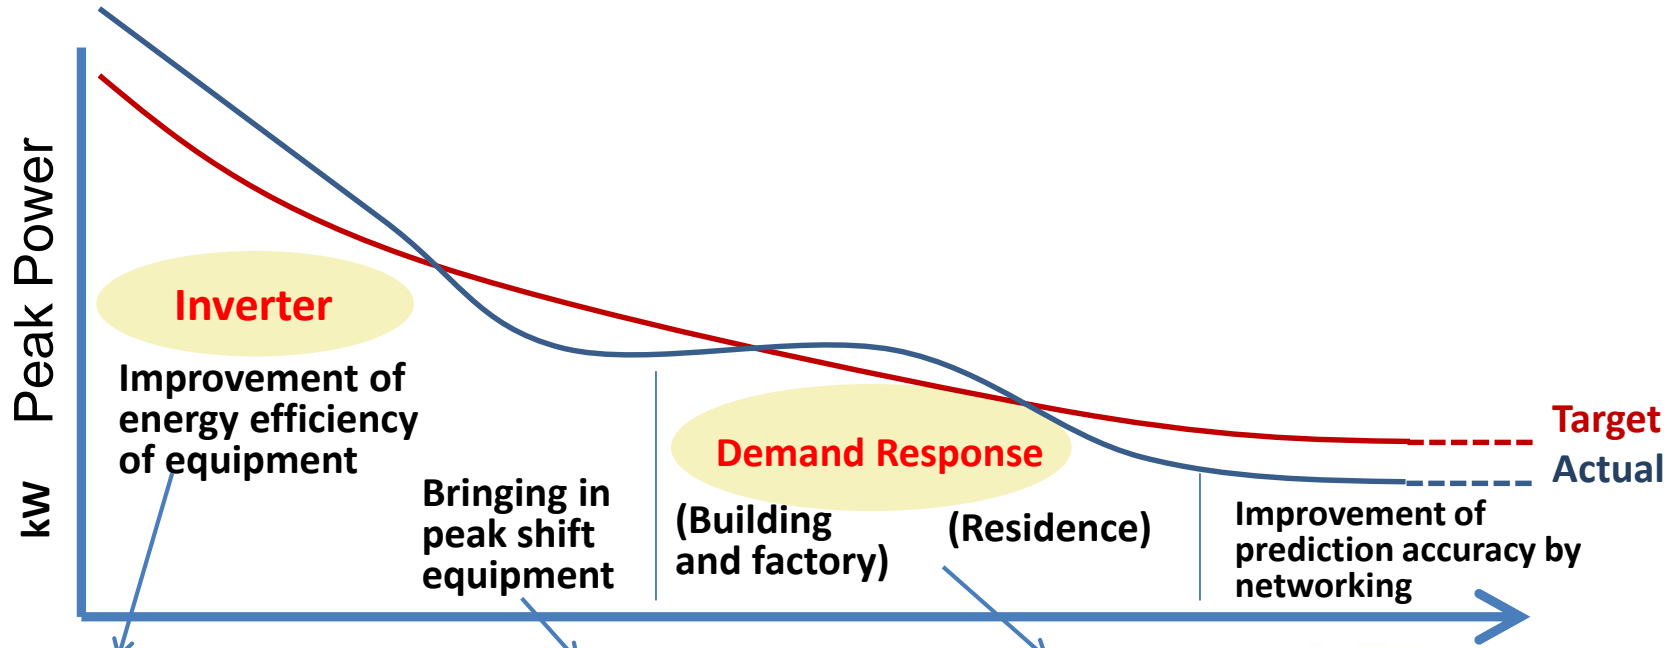 kW Peak Power
Inverter
Improvement of
energy efficiency
of equipment
Bringing in
peak shift
equipment
Demand Response
(Building
and factory)
(Residence)
Improvement of
prediction accuracy by
networking
Target
Actual